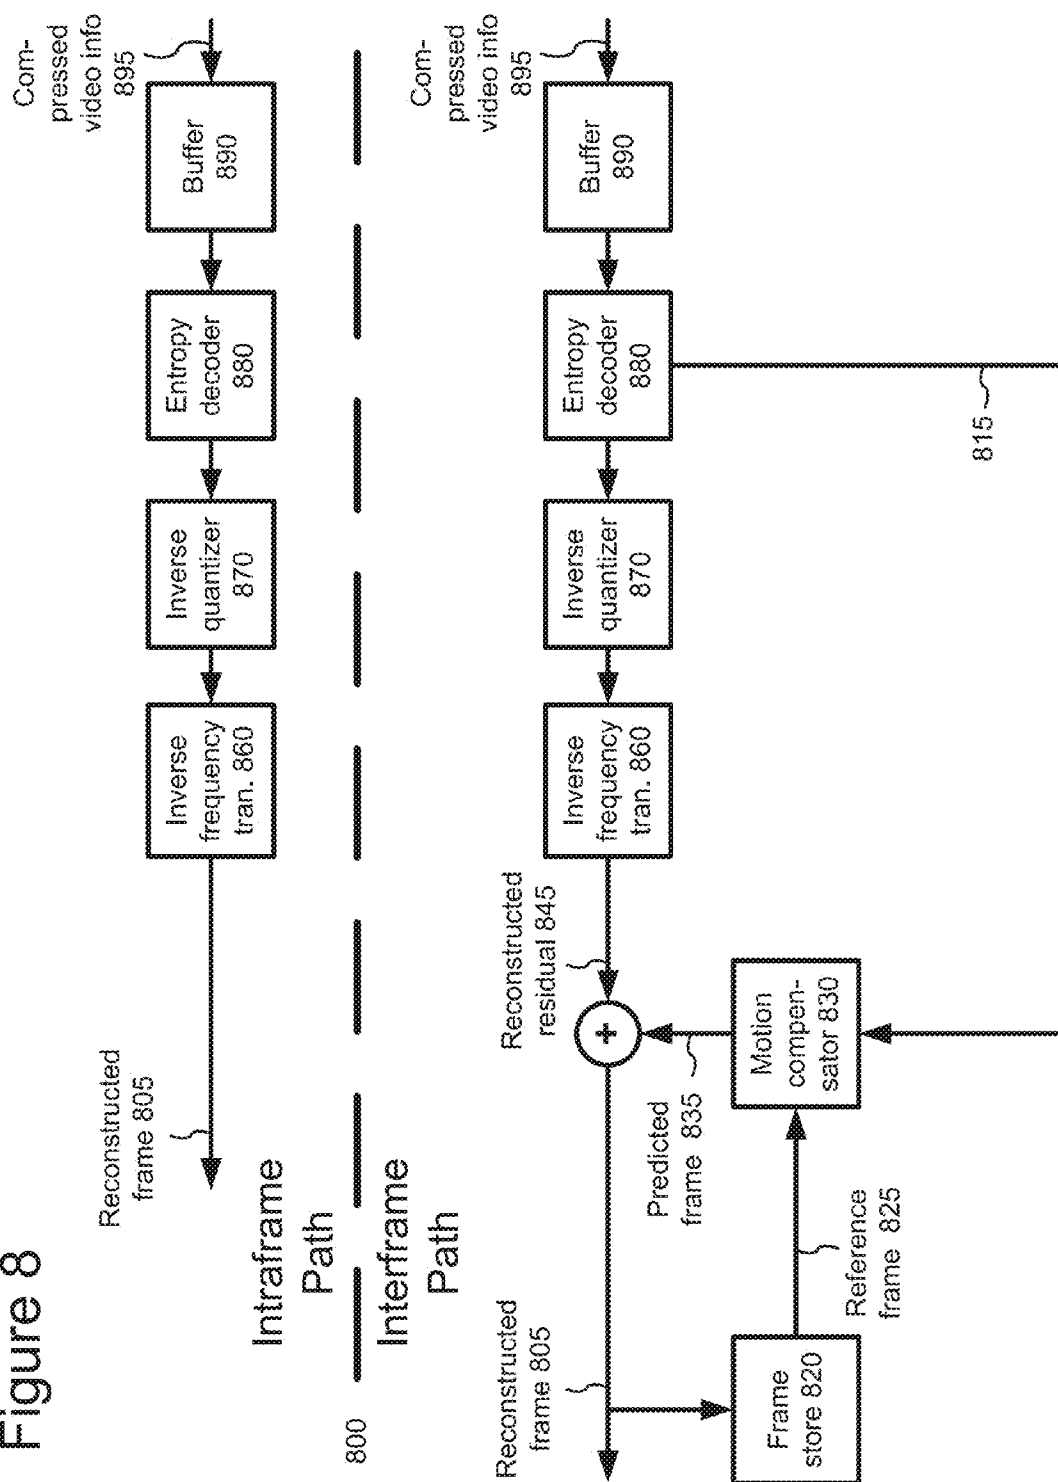 Figure 8
Reconstructed
frame 805
Inverse
frequency
tran. 860
Inverse
quantizer
870
Entropy
decoder
880
Buffer
890
Com-
pressed
video info
895
Intraframe
Path
800
Interframe
Path
Reconstructed
frame 805
Reconstructed
residual 845
+
Inverse
frequency
tran. 860
Inverse
quantizer
870
Entropy
decoder
880
Buffer
890
Com-
pressed
video info
895
Predicted
frame 835
Frame
store 820
Reference
frame 825
Motion
compen-
sator 830
815